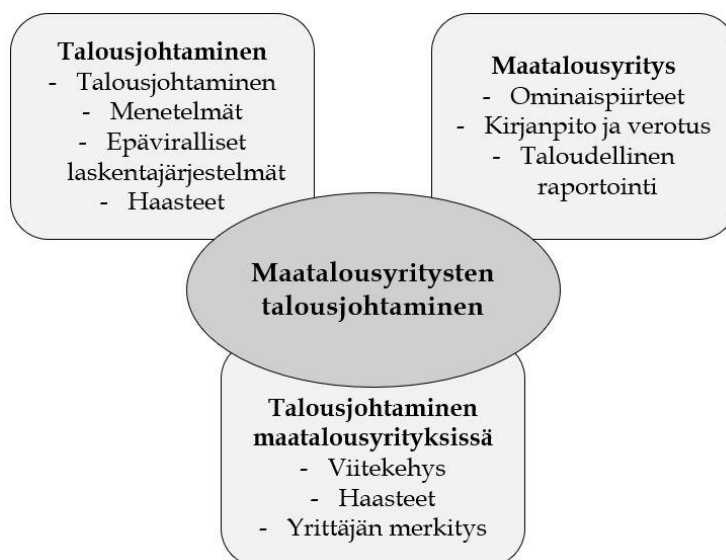 Talousjohtaminen
- Talousjohtaminen
- Menetelmät
- Epäviralliset
laskentajärjestelmät
- Haasteet
Maatalousyritys
- Ominaispiirteet
- Kirjanpito ja verotus
- Taloudellinen
raportointi
Maatalousyritysten
talousjohtaminen
Talousjohtaminen
maatalousyrityksissä
- Viitekehys
- Haasteet
- Yrittäjän merkitys